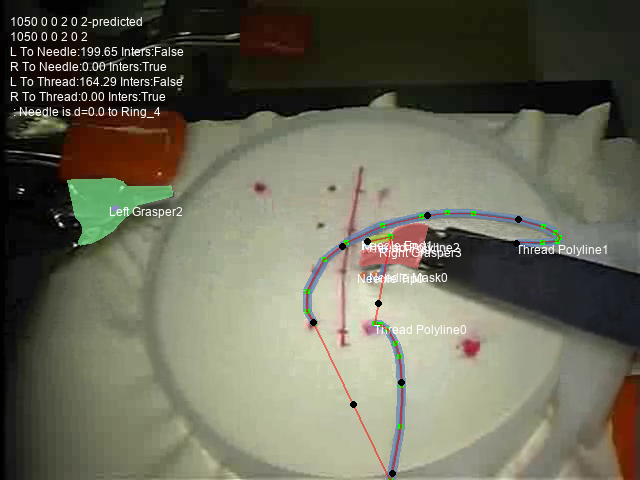 1050 0 0 2 0 2-predicted
1050 0 0 2 0 2
L To Needle:199.65 Inters:False
R To Needle:0.00 Inters:True
L To Thread:164.29 Inters:False
R To Thread:0.00 Inters:True
: Needle is d=0.0 to Ring_4
Left Grasper2
Thread Polyline1
Right Grasper3
Mask0
Thread Polyline0